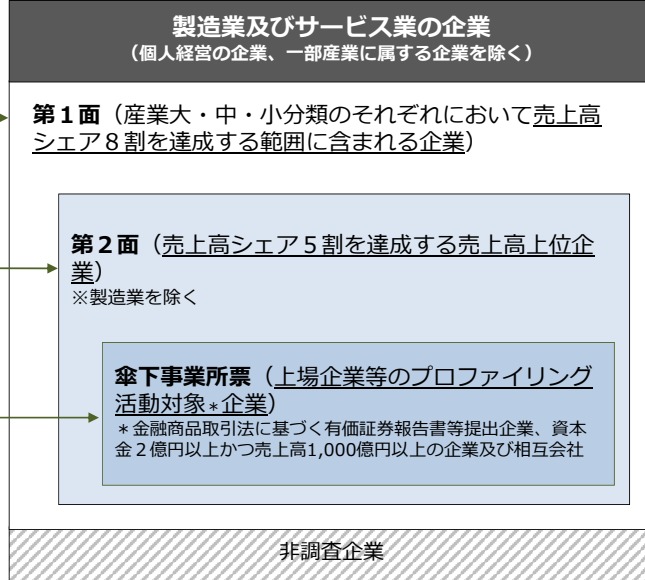 製造業及びサービス業の企業
（個人経営の企業、一部産業に属する企業を除く）
第１面（産業大・中・小分類のそれぞれにおいて売上高
シェア８割を達成する範囲に含まれる企業）
第２面（売上高シェア５割を達成する売上高上位企
業）
※製造業を除く
傘下事業所票（上場企業等のプロファイリング
活動対象＊企業）
＊金融商品取引法に基づく有価証券報告書等提出企業、資本
金２億円以上かつ売上高1,000億円以上の企業及び相互会社
非調査企業